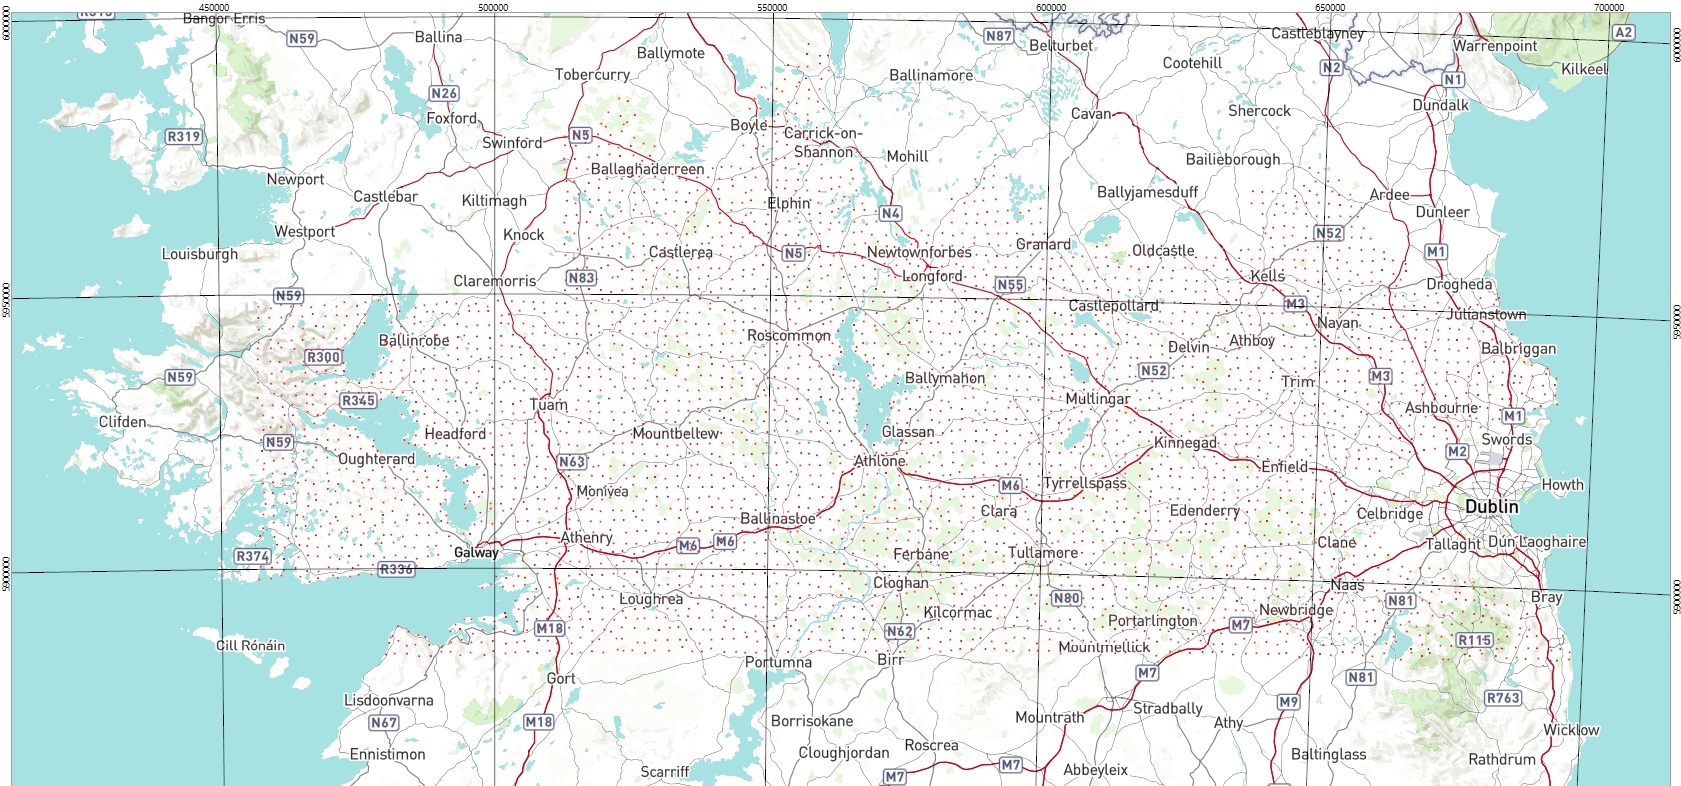 450000 500000 550000 600000 650000 700000
6000000
6000000
5950000
5950000
5900000
5900000
R315
Bangor Erris
N59
Ballina
Ballymote
N87
Belturbet
Castleblayney
Warrenpoint
A2
Tobercurry
Ballinamore
Cootehill
N2
N1
Kilkeel
N26
Foxford
Cavan
Shercock
Dundalk
R319
Swinford
N5
Boyle
Carrick-on-
Shannon
Mohill
Bailieborough
Newport
Ballaghaderreen
Castlebar
Kiltimagh
Elphin
N4
Ballyjamesduff
Ardee
Dunleer
Westport
Knock
N52
Louisburgh
Castlerea
N5
Newtownforbes
Granard
Oldcastle
M1
Claremorris
N83
Longford
N55
Kells
Drogheda
N59
Castlepollard
M3
Navan
Julianstown
R300
Ballinrobe
Roscommon
Delvin
Athboy
Balbriggan
N59
Ballymahon
N52
Trim
M3
R345
Tuam
Multingar
Ashbourne
M1
Clifden
N59
Headford
Mountbellew
Glassan
Kinnegad
Swords
Oughterard
N63
Athlone
M2
Enfield
Monivea
M6
Tyrrellspass
Howth
Ballinasloe
Clara
Edenderry
Celbridge
Dublin
R374
Galway
Athenry
M6
M6
Ferbane
Tullamore
Clane
Tallaght
Dún Laoghaire
R336
Cloghan
Naas
Loughrea
Kilcormac
N80
Newbridge
N81
Bray
M18
N62
Portarlington
M7
R115
Cill Rónáin
Portumna
Birr
Mountmellick
Gort
M7
N81
Lisdoonvarna
R763
N67
M18
Borrisokane
Mountrath
Stradbally
Athy
M9
Wicklow
Ennistimon
Cloughjordan
Roscrea
Baltinglass
Rathdrum
Scarriff
M7
M7
Abbeyleix